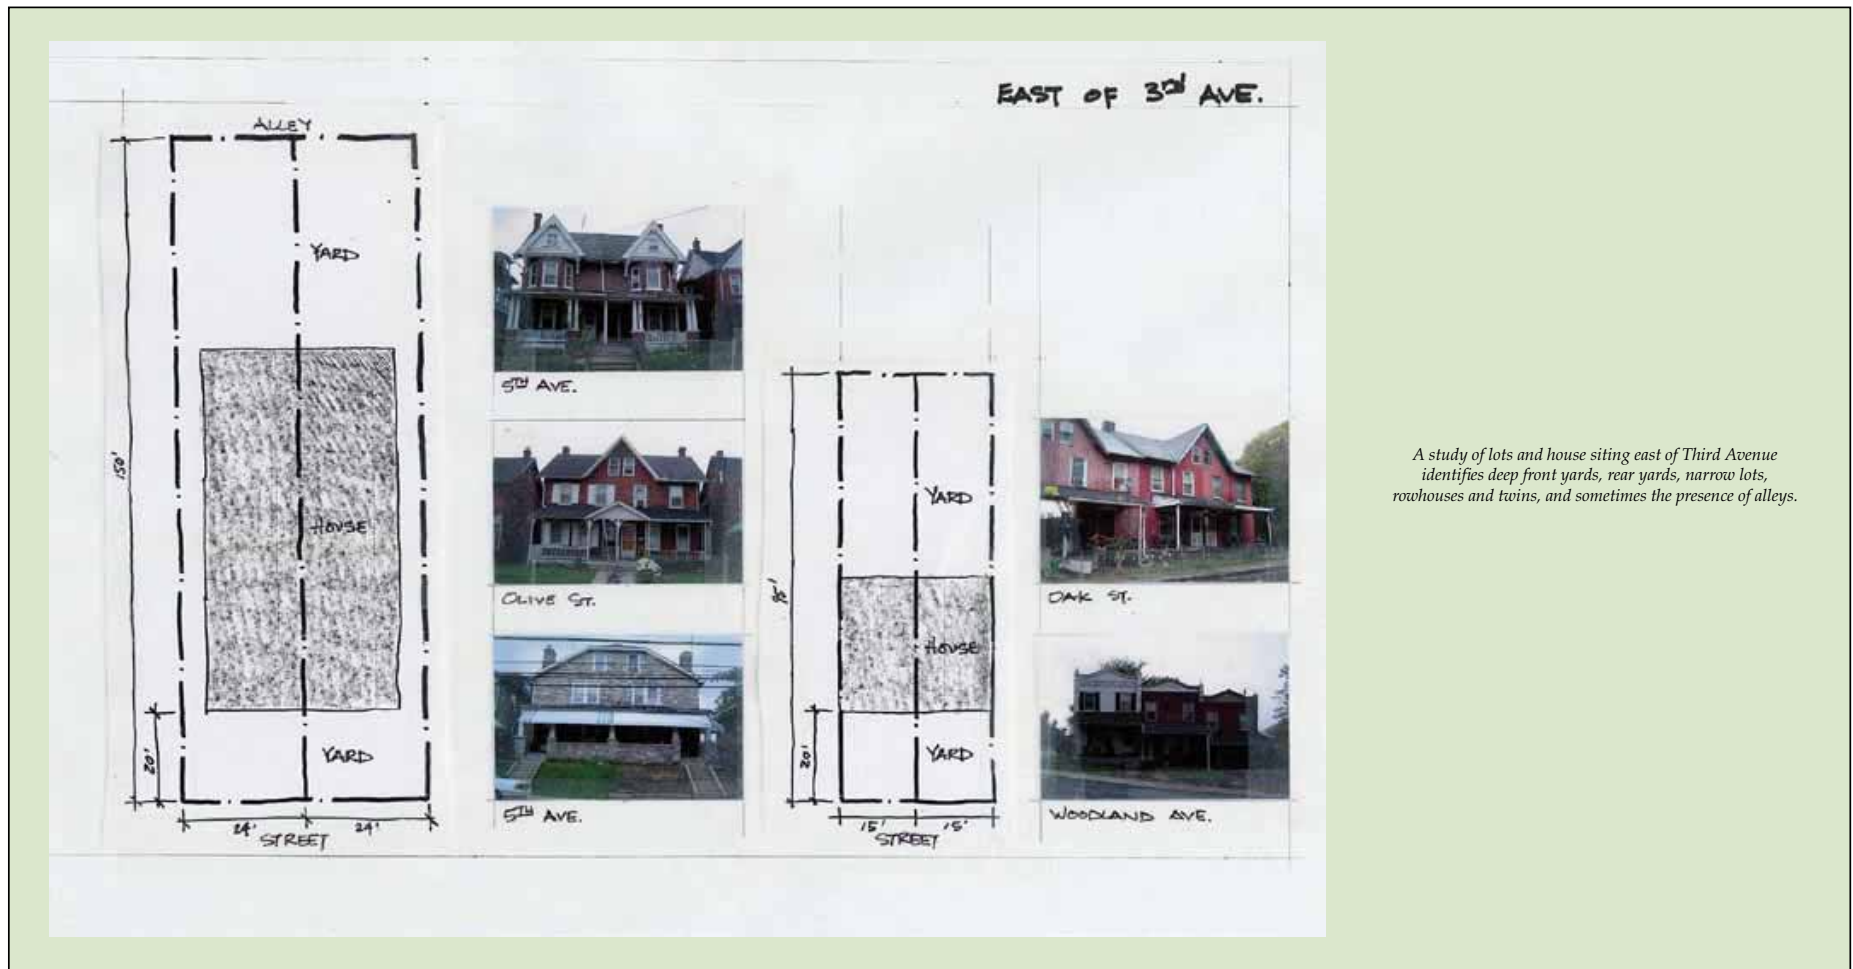 EAST OF 3RD AVE.
ALLEY
YARD
HOUSE
YARD
150'
20'
24'
24'
STREET
5TH AVE.
OLIVE ST.
5TH AVE.
YARD
HOUSE
YARD
20'
15'
15'
STREET
OAK ST.
WOODLAND AVE.
A study of lots and house siting east of Third Avenue
identifies deep front yards, rear yards, narrow lots,
rowhouses and twins, and sometimes the presence of alleys.